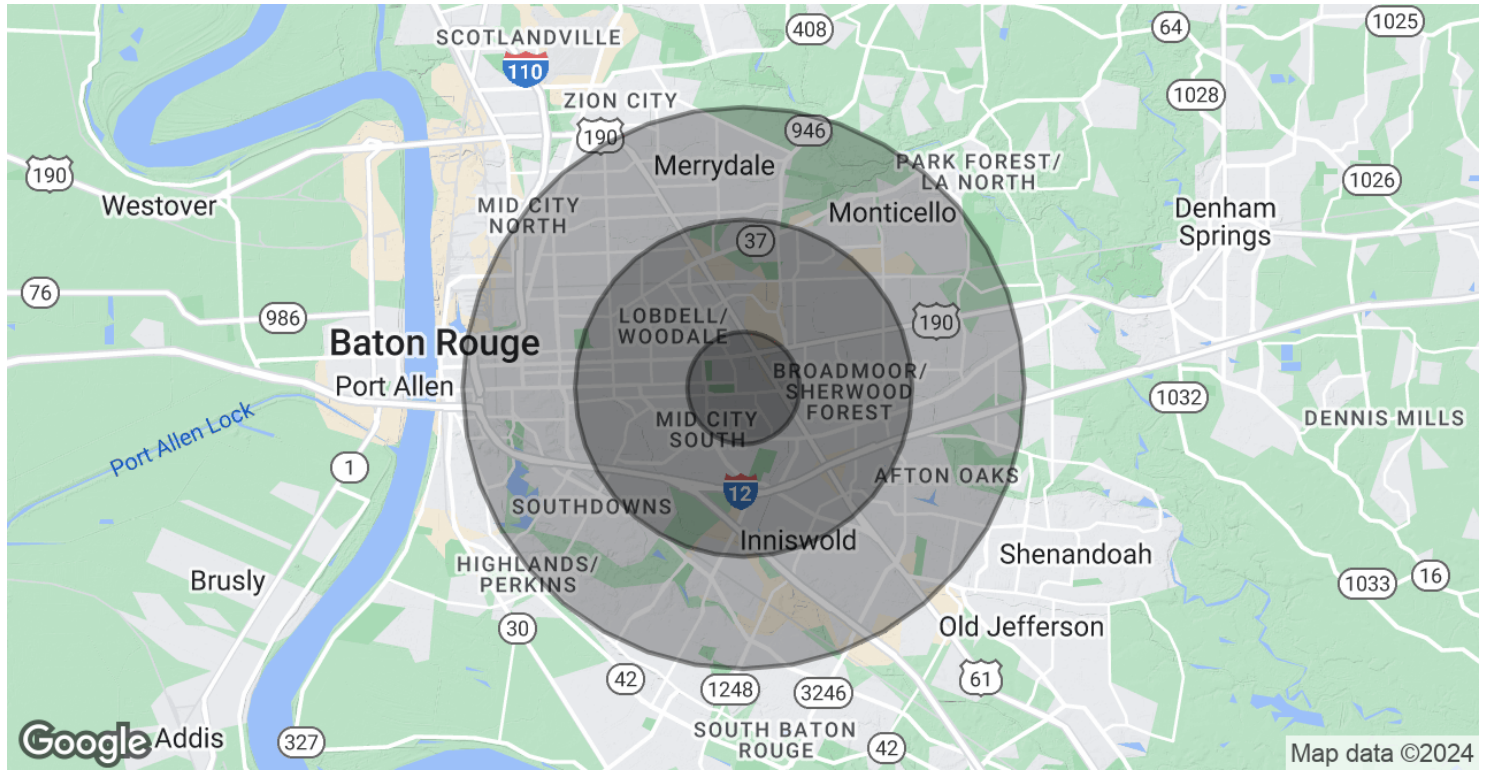 SCOTLANDVILLE
408
64
1025
110
ZION CITY
1028
190
946
190
Merrydale
PARK FOREST/
LA NORTH
1026
Westover
MID CITY
NORTH
Monticello
Denham
Springs
37
76
986
LOBDELL/
WOODALE
190
Baton Rouge
Port Allen
BROADMOOR/
SHERWOOD
FOREST
1032
Port Allen Lock
MID CITY
SOUTH
DENNIS MILLS
1
12
AFTON OAKS
SOUTHDOWNS
Inniswold
Shenandoah
Brusly
HIGHLANDS/
PERKINS
1033
16
30
Old Jefferson
42
1248
3246
61
Google
Addis
327
SOUTH BATON
ROUGE
42
Map data ©2024